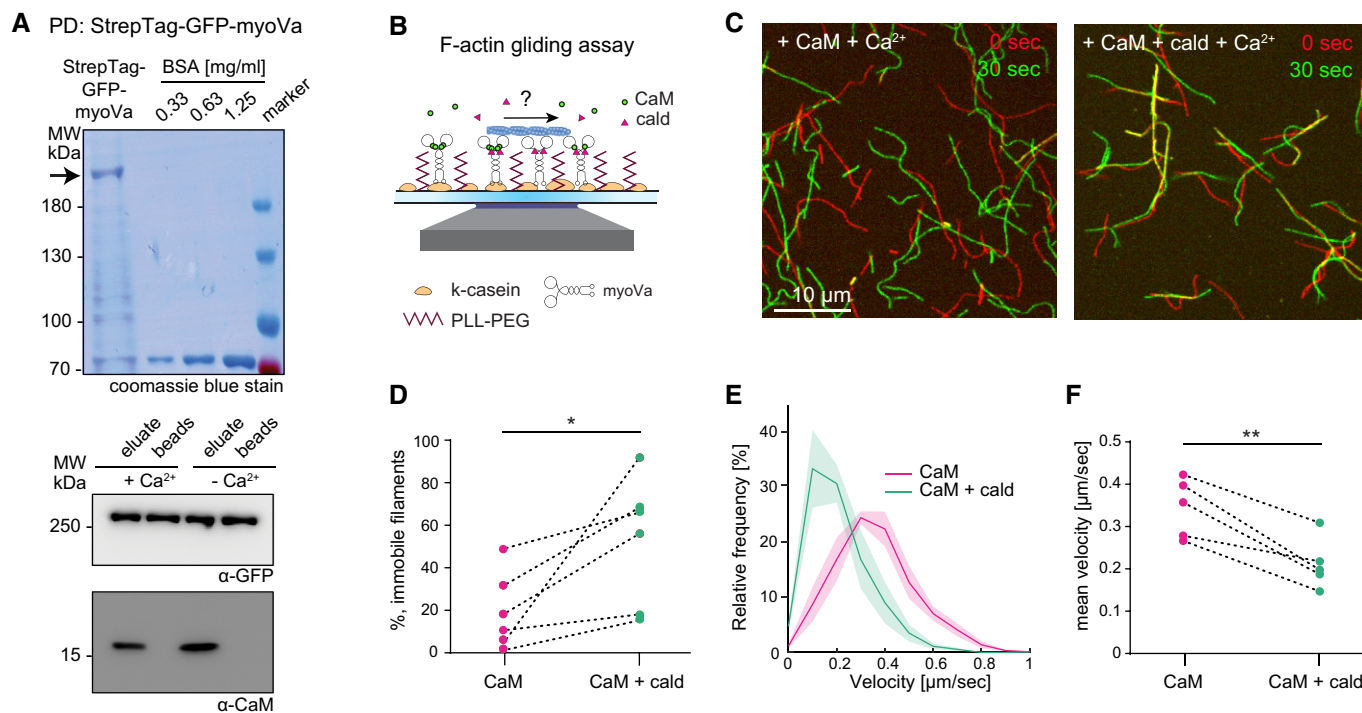 A PD: StrepTag-GFP-myoVa
StrepTag-
GFP-
myoVa
BSA [mg/ml]
0.33
0.63
1.25
marker
MW
kDa
180 -
130 -
100 -
70 -
coomassie blue stain
eluate
beads
eluate
beads
MW
kDa
+ Ca²⁺
- Ca²⁺
250 -
α-GFP
15 -
α-CaM
B
F-actin gliding assay
?
CaM
cald
k-casein
myoVa
PLL-PEG
C
+ CaM + Ca²⁺
0 sec
30 sec
10 µm
+ CaM + cald + Ca²⁺
0 sec
30 sec
D
*
%, immobile filaments
100
80
60
40
20
0
CaM
CaM + cald
E
Relative frequency [%]
40
30
20
10
0
CaM
CaM + cald
0
0.2
0.4
0.6
0.8
1
Velocity [µm/sec]
F
**
mean velocity [µm/sec]
0.5
0.4
0.3
0.2
0.1
0
CaM
CaM + cald